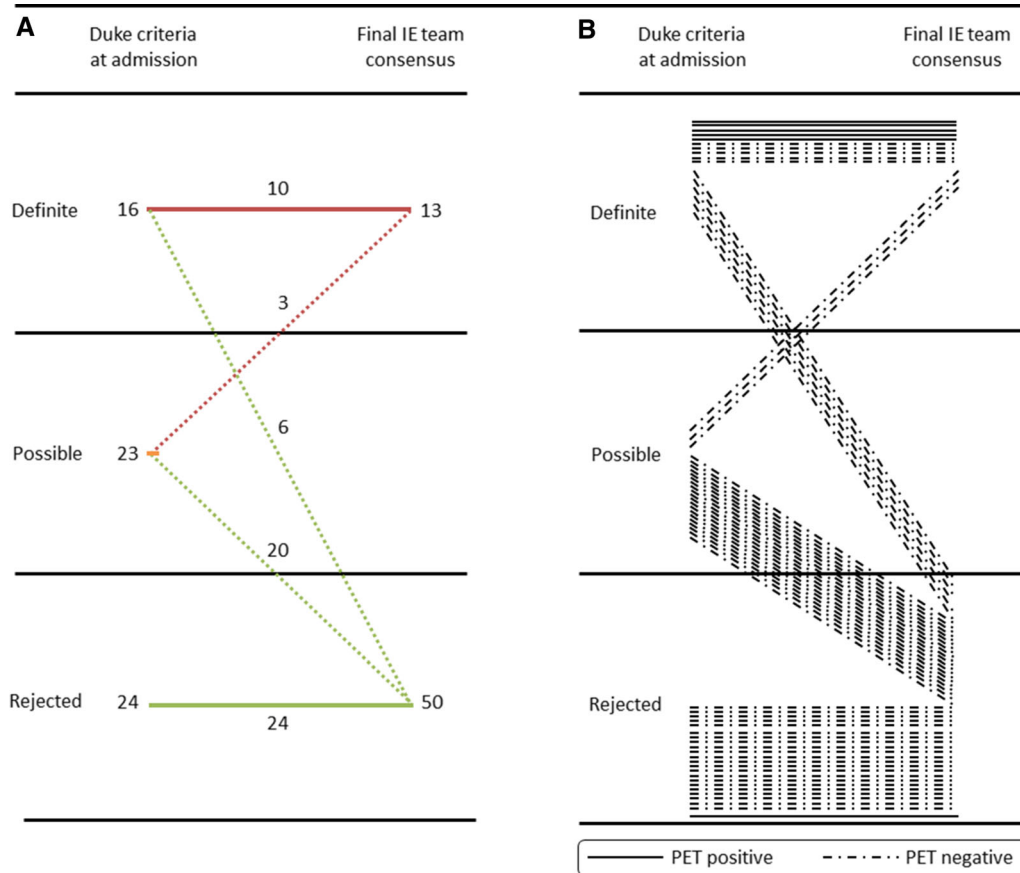 A
Duke criteria
at admission
Final IE team
consensus
Definite
16
10
13
3
Possible
23
6
20
Rejected
24
24
50
B
Duke criteria
at admission
Final IE team
consensus
Definite
Possible
Rejected
PET positive
PET negative